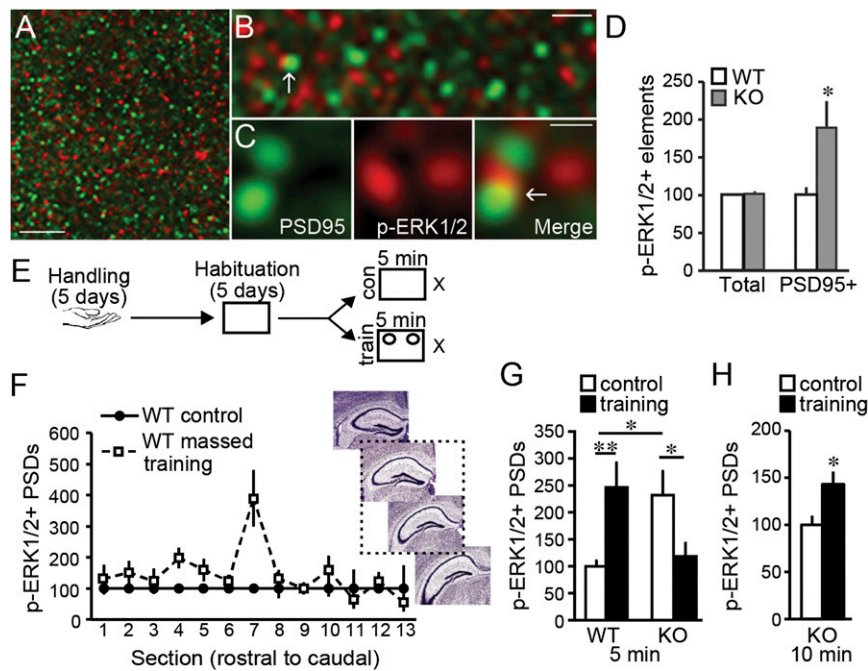 A
B
C
PSD95
p-ERK1/2
Merge
D
WT
KO
p-ERK1/2+ elements
250
200
150
100
50
0
*
Total
PSD95+
E
Handling
(5 days)
Habituation
(5 days)
5 min
con
X
5 min
train
X
F
WT control
WT massed
training
p-ERK1/2+ PSDs
600
500
400
300
200
100
0
1 2 3 4 5 6 7 8 9 10 11 12 13
Section (rostral to caudal)
G
control
training
p-ERK1/2+ PSDs
350
300
250
200
150
100
50
0
*
** *
WT KO
5 min
H
control
training
p-ERK1/2+ PSDs
200
150
100
50
0
*
KO
10 min